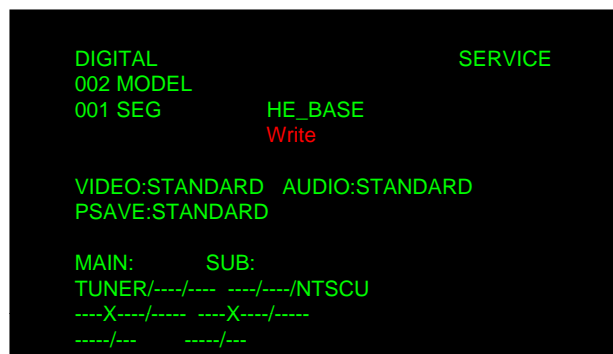 DIGITAL SERVICE
002 MODEL
001 SEG HE_BASE
Write
VIDEO:STANDARD AUDIO:STANDARD
PSAVE:STANDARD
MAIN: SUB:
TUNER/----/---- ----/----/NTSCU
----X----/----- ----X----/-----
-----/--- -----/---